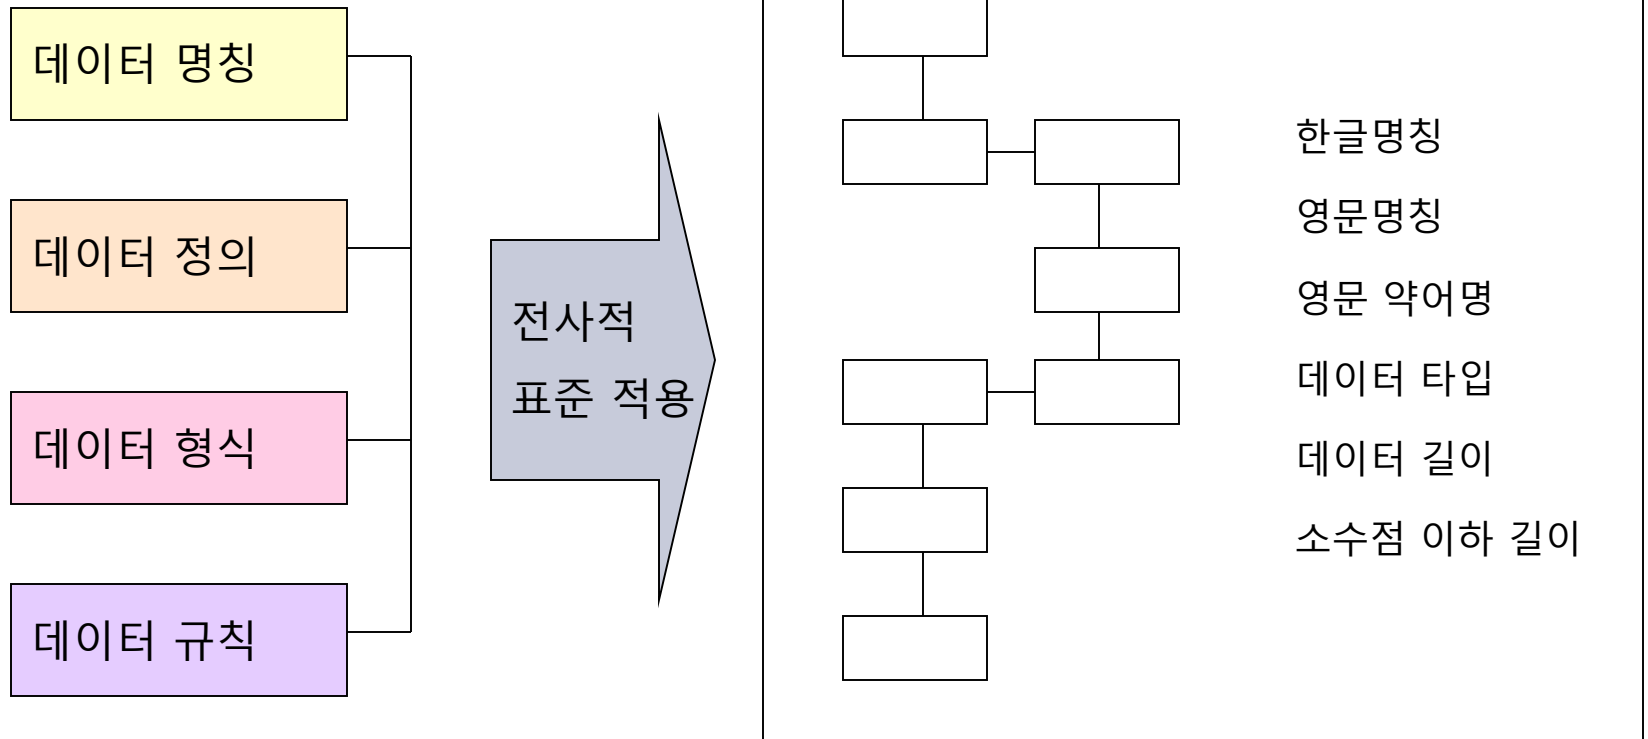 데이터 명칭
데이터 정의
데이터 형식
데이터 규칙
전사적
표준 적용
한글명칭
영문명칭
영문 약어명
데이터 타입
데이터 길이
소수점 이하 길이